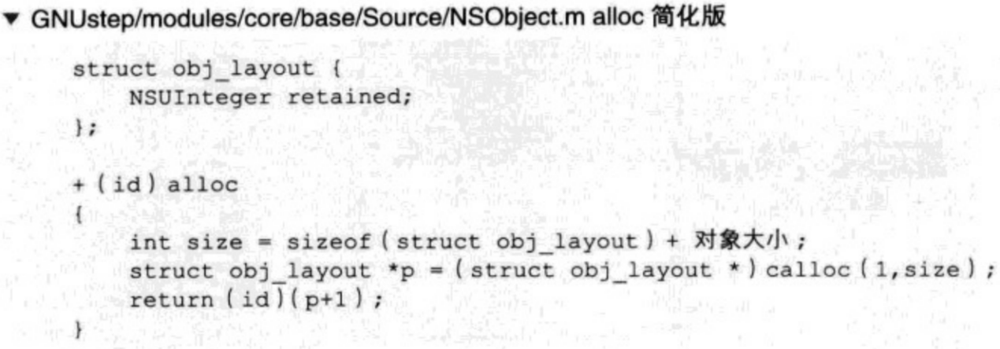 ▼ GNUstep/modules/core/base/Source/NSObject.m alloc 简化版
struct obj_layout {
    NSUInteger retained;
};
+ (id) alloc
{
    int size = sizeof (struct obj_layout) + 对象大小;
    struct obj_layout *p = (struct obj_layout *) calloc (1,size);
    return (id)(p+1);
}